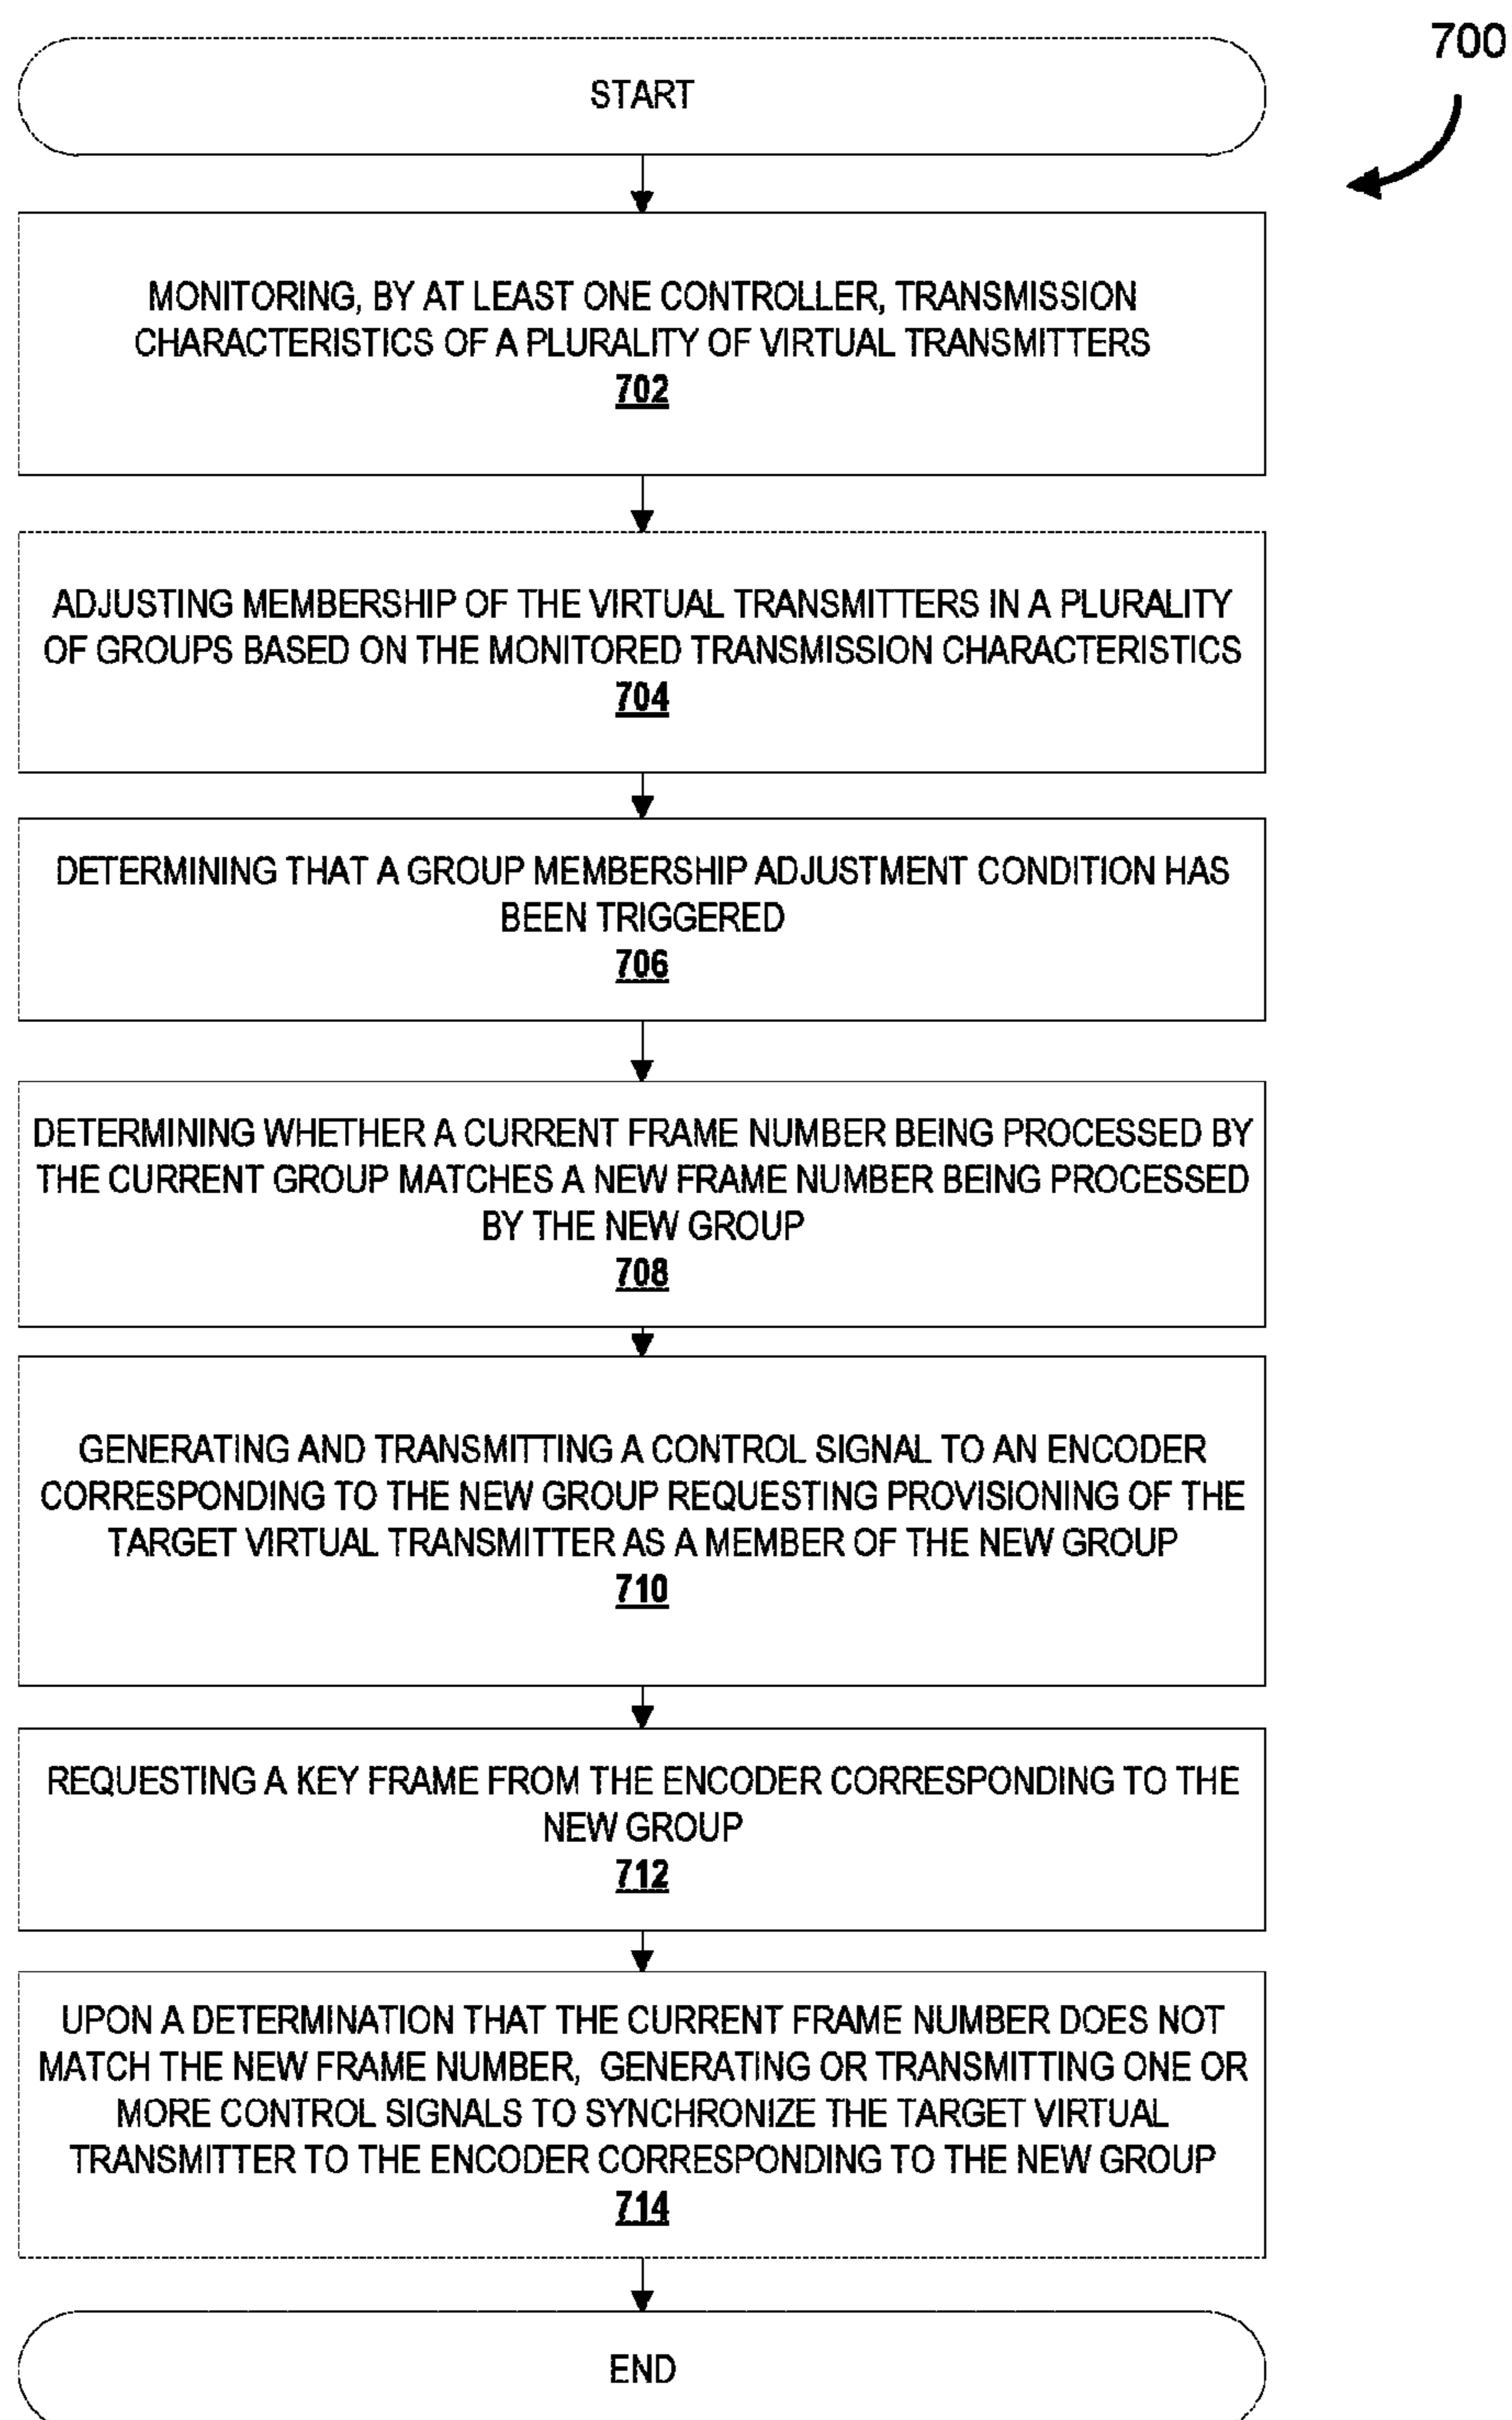 700
START
MONITORING, BY AT LEAST ONE CONTROLLER, TRANSMISSION
CHARACTERISTICS OF A PLURALITY OF VIRTUAL TRANSMITTERS
702
ADJUSTING MEMBERSHIP OF THE VIRTUAL TRANSMITTERS IN A PLURALITY
OF GROUPS BASED ON THE MONITORED TRANSMISSION CHARACTERISTICS
704
DETERMINING THAT A GROUP MEMBERSHIP ADJUSTMENT CONDITION HAS
BEEN TRIGGERED
706
DETERMINING WHETHER A CURRENT FRAME NUMBER BEING PROCESSED BY
THE CURRENT GROUP MATCHES A NEW FRAME NUMBER BEING PROCESSED
BY THE NEW GROUP
708
GENERATING AND TRANSMITTING A CONTROL SIGNAL TO AN ENCODER
CORRESPONDING TO THE NEW GROUP REQUESTING PROVISIONING OF THE
TARGET VIRTUAL TRANSMITTER AS A MEMBER OF THE NEW GROUP
710
REQUESTING A KEY FRAME FROM THE ENCODER CORRESPONDING TO THE
NEW GROUP
712
UPON A DETERMINATION THAT THE CURRENT FRAME NUMBER DOES NOT
MATCH THE NEW FRAME NUMBER, GENERATING OR TRANSMITTING ONE OR
MORE CONTROL SIGNALS TO SYNCHRONIZE THE TARGET VIRTUAL
TRANSMITTER TO THE ENCODER CORRESPONDING TO THE NEW GROUP
714
END